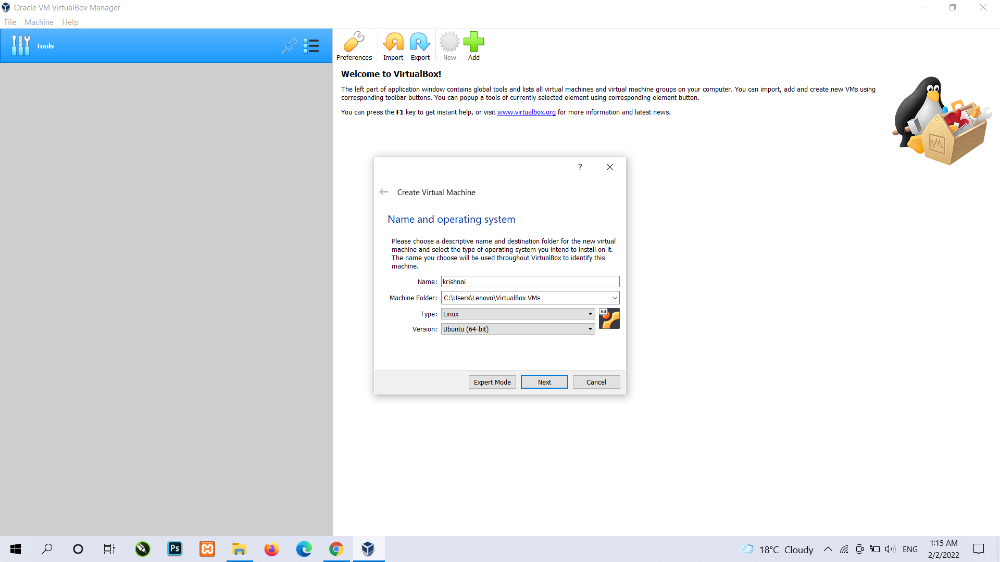 Oracle VM VirtualBox Manager
File Machine Help
Tools
Preferences Import Export New Add
Welcome to VirtualBox!
The left part of application window contains global tools and lists all virtual machines and virtual machine groups on your computer. You can import, add and create new VMs using
corresponding toolbar buttons. You can popup a tools of currently selected element using corresponding element button.
You can press the F1 key to get instant help, or visit www.virtualbox.org for more information and latest news.
?
Create Virtual Machine
Name and operating system
Please choose a descriptive name and destination folder for the new virtual
machine and select the type of operating system you intend to install on it.
The name you choose will be used throughout VirtualBox to identify this
machine.
Name: krishnai
Machine Folder: C:\Users\Lenovo\VirtualBox VMs
Type: Linux
64
Version: Ubuntu (64-bit)
Expert Mode Next Cancel
Ps
18°C Cloudy
ENG
1:15 AM
2/2/2022